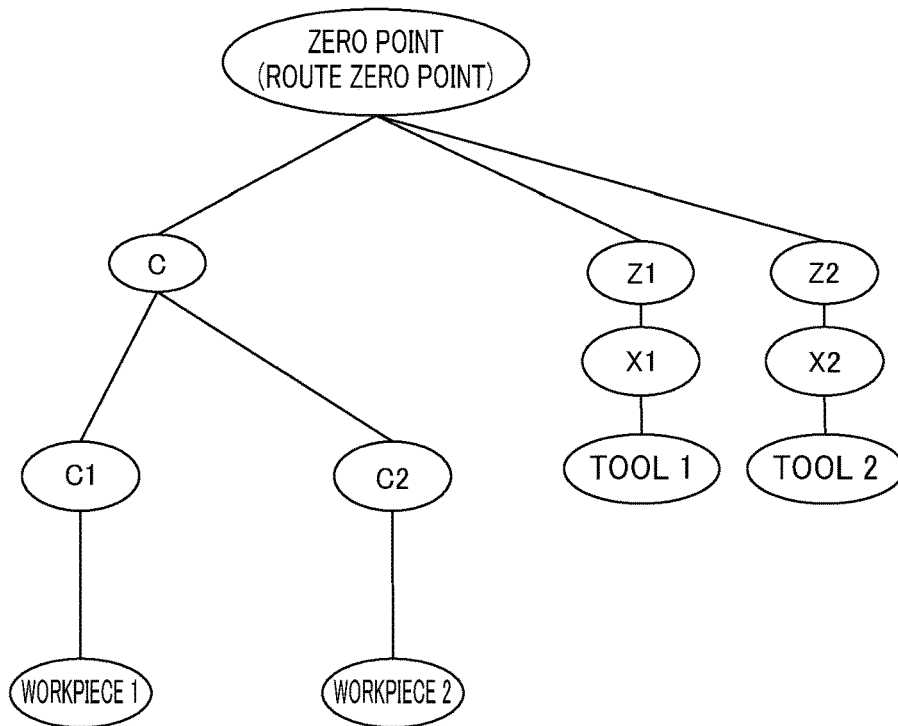 ZERO POINT
(ROUTE ZERO POINT)
C
Z1
Z2
X1
X2
C1
C2
TOOL 1
TOOL 2
WORKPIECE 1
WORKPIECE 2